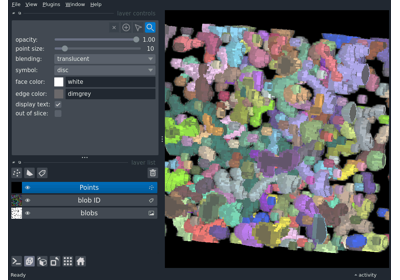 File View Plugins Window Help
layer controls
opacity: 1.00
point size: 10
blending: translucent
symbol: disc
face color: white
edge color: dimgrey
display text:
out of slice:
layer list
Points
blob ID
blobs
Ready
activity